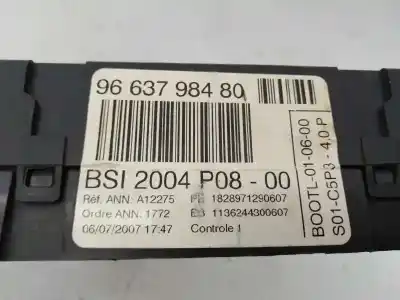 96 637 984 80
BSI 2004 P08 - 00
Réf. ANN: A12275 FE 1828971290607
Ordre ANN: 1772 1136244300607
06/07/2007 17:47 Controle 1
BOOTL-01-06-00
S01-C5P3 - 4,0-P